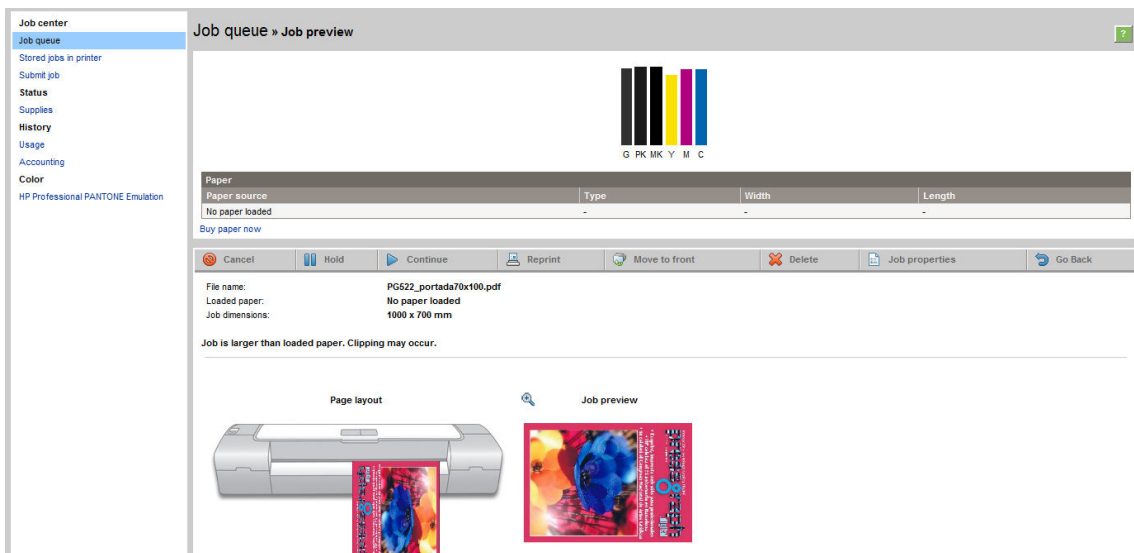 Job center
Job queue
Stored jobs in printer
Submit job
Status
Supplies
History
Usage
Accounting
Color
HP Professional PANTONE Emulation
Job queue » Job preview
?
G PK MK Y M C
Paper
Paper source Type Width Length
No paper loaded - - -
Buy paper now
Cancel Hold Continue Reprint Move to front Delete Job properties Go Back
File name: PG522_portada70x100.pdf
Loaded paper: No paper loaded
Job dimensions: 1000 x 700 mm
Job is larger than loaded paper. Clipping may occur.
Page layout Job preview